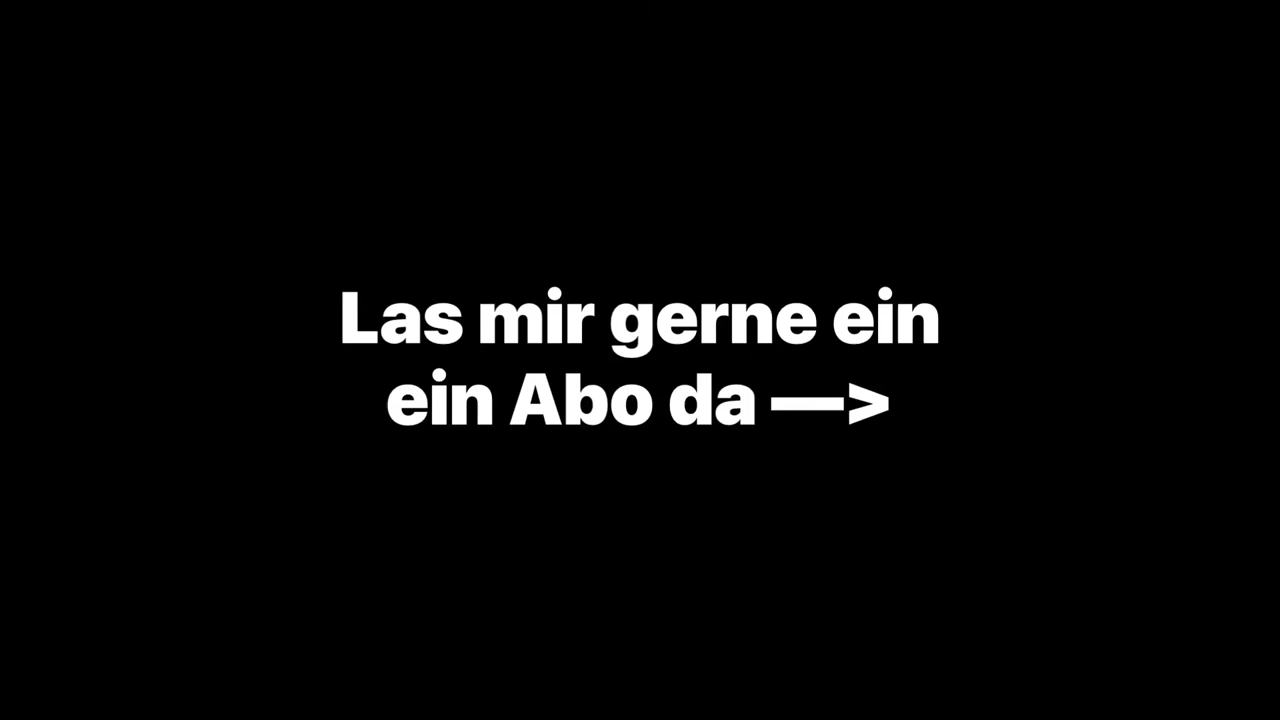 Las mir gerne ein
ein Abo da —>